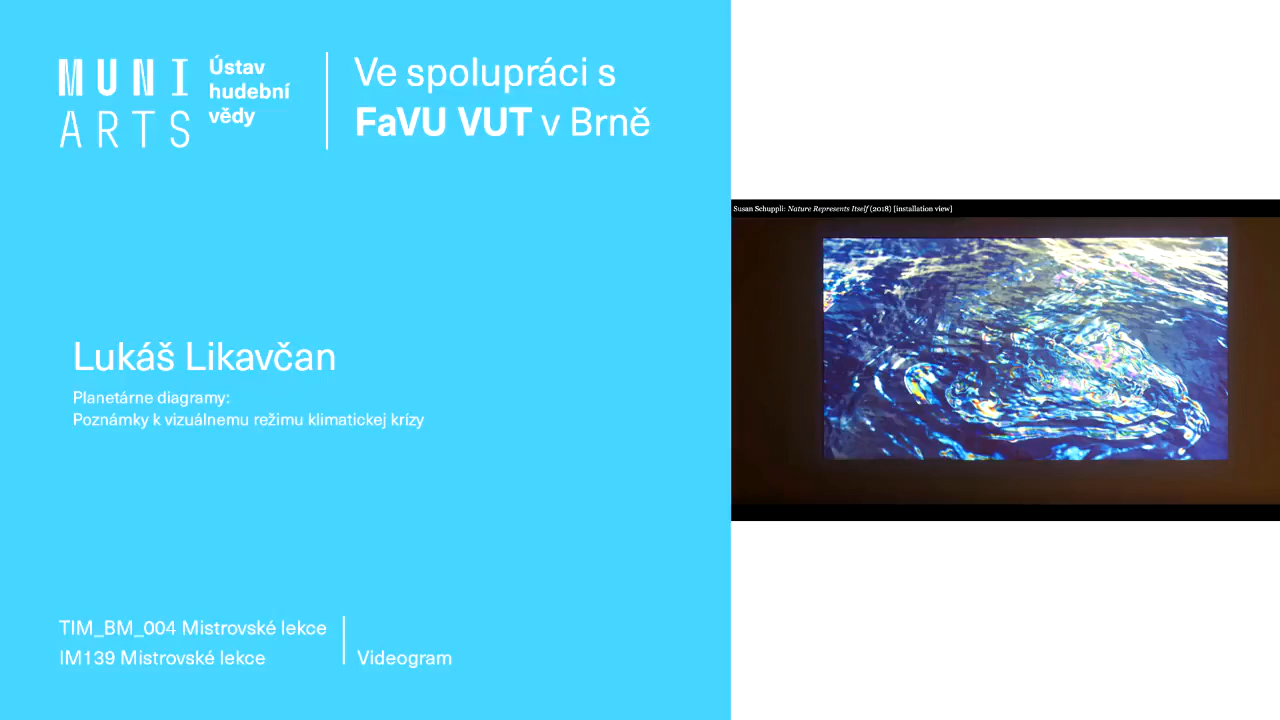 MUNI
ARTS
Ústav
hudební
vědy
Ve spolupráci s
FaVU VUT v Brně
Susan Schuppli: Nature Represents Itself (2018) [installation view]
Lukáš Likavčan
Planetárne diagramy:
Poznámky k vizuálnemu režimu klimatickej krízy
TIM_BM_004 Mistrovské lekce
IM139 Mistrovské lekce
Videogram